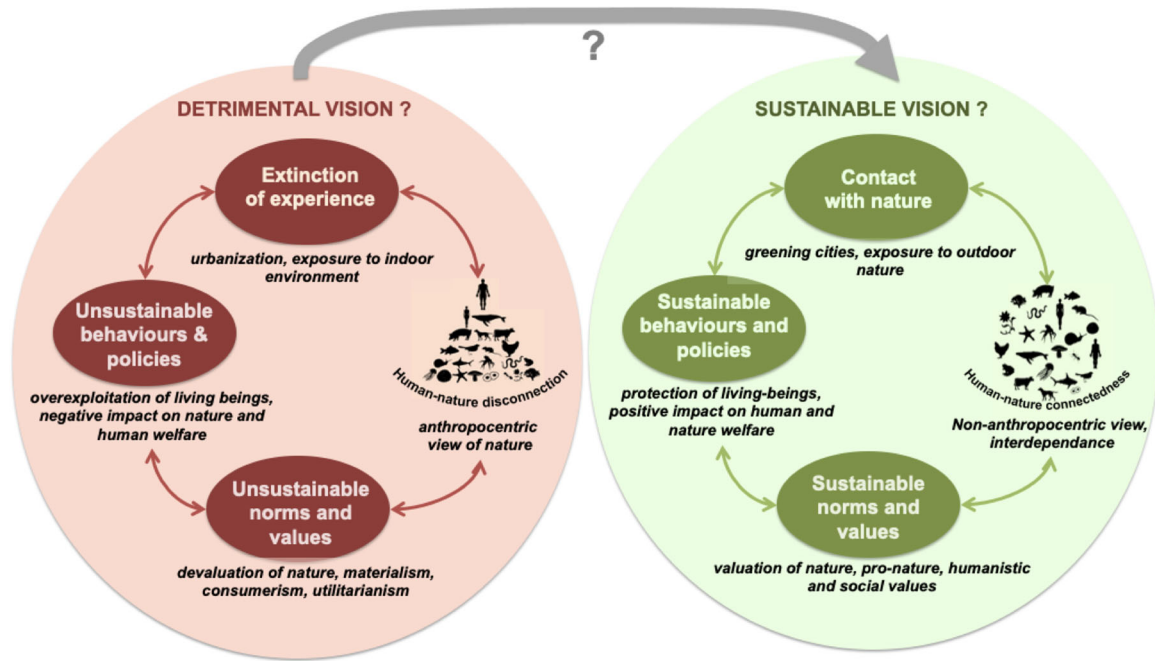 ?
DETRIMENTAL VISION ?
Extinction
of experience
urbanization, exposure to indoor
environment
Unsustainable
behaviours &
policies
overexploitation of living beings,
negative impact on nature and
human welfare
Human-nature disconnection
anthropocentric
view of nature
Unsustainable
norms and
values
devaluation of nature, materialism,
consumerism, utilitarianism
SUSTAINABLE VISION ?
Contact
with nature
greening cities, exposure to outdoor
nature
Sustainable
behaviours and
policies
protection of living-beings,
positive impact on human and
nature welfare
Human-nature connectedness
Non-anthropocentric view,
interdependance
Sustainable
norms and
values
valuation of nature, pro-nature, humanistic
and social values